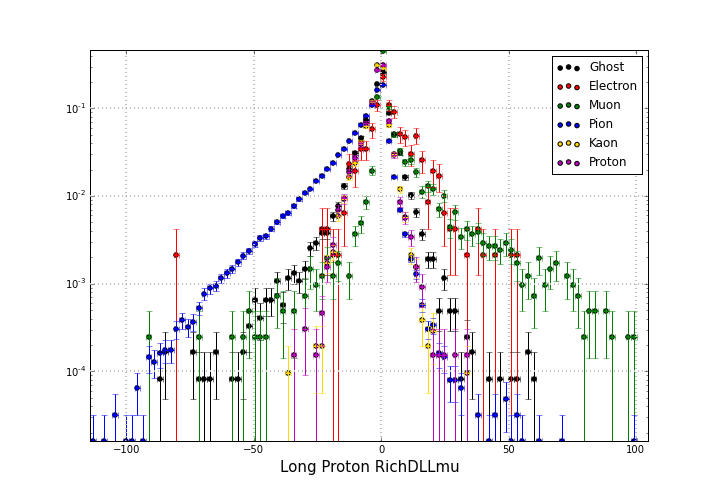 10⁻¹
10⁻²
10⁻³
10⁻⁴
Ghost
Electron
Muon
Pion
Kaon
Proton
−100 −50 0 50 100
Long Proton RichDLLmu